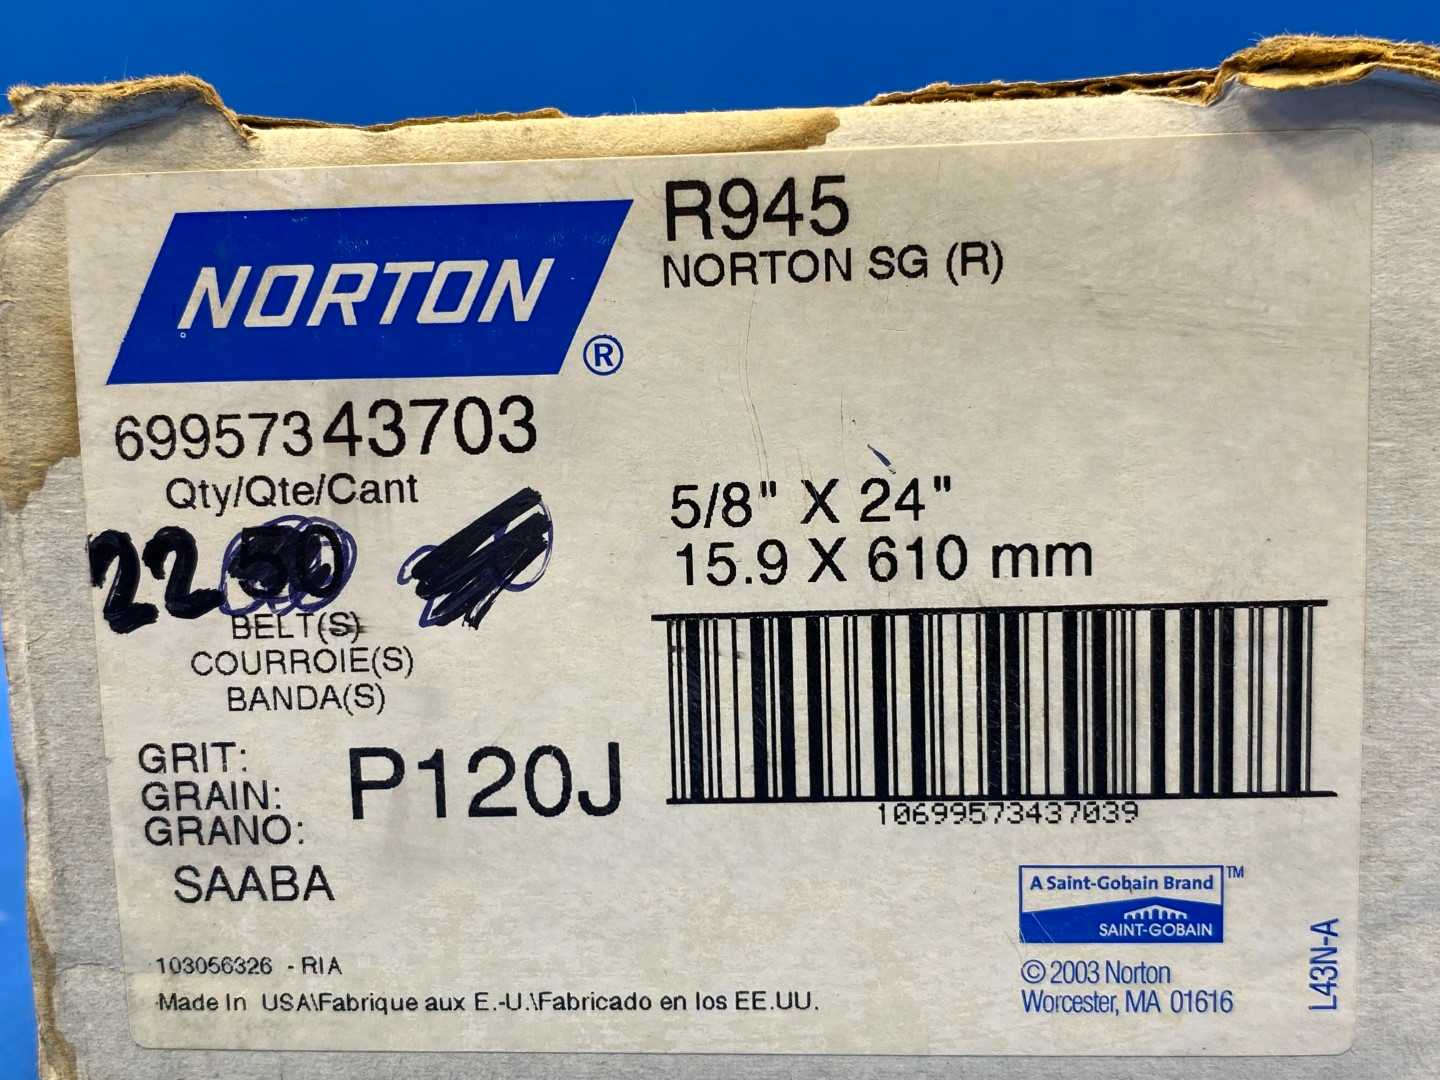 NORTON
®
R945
NORTON SG (R)
69957343703
Qty/Qte/Cant
22 50
BELT(S)
COURROIE(S)
BANDA(S)
5/8" X 24"
15.9 X 610 mm
GRIT:
GRAIN:
GRANO:
P120J
SAABA
10699573437039
A Saint-Gobain Brand
TM
SAINT-GOBAIN
© 2003 Norton
Worcester, MA 01616
L43N-A
103056326 - RIA
Made In USA\Fabrique aux E.-U.\Fabricado en los EE.UU.